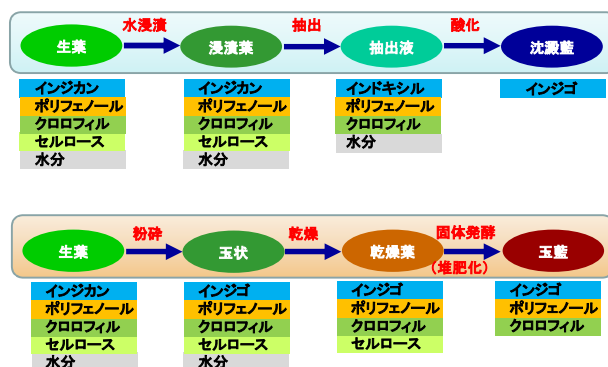 水浸漬 抽出 酸化
生葉 浸漬葉 抽出液 沈澱藍
インジカン インジカン インドキシル インジゴ
ポリフェノール ポリフェノール ポリフェノール
クロロフィル クロロフィル クロロフィル
セルロース セルロース 水分
水分 水分
粉砕 乾燥 固体発酵
生葉 玉状 乾燥葉 玉藍
(堆肥化)
インジカン インジゴ インジゴ インジゴ
ポリフェノール ポリフェノール ポリフェノール ポリフェノール
クロロフィル クロロフィル クロロフィル クロロフィル
セルロース セルロース セルロース
水分 水分